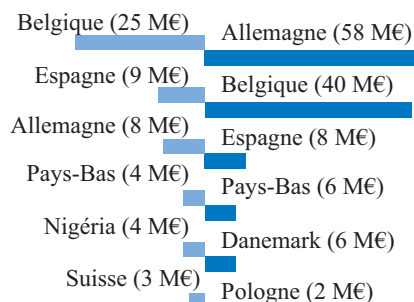 Belgique (25 M€)
Allemagne (58 M€)
Espagne (9 M€)
Belgique (40 M€)
Allemagne (8 M€)
Espagne (8 M€)
Pays-Bas (4 M€)
Pays-Bas (6 M€)
Nigéria (4 M€)
Danemark (6 M€)
Suisse (3 M€)
Pologne (2 M€)